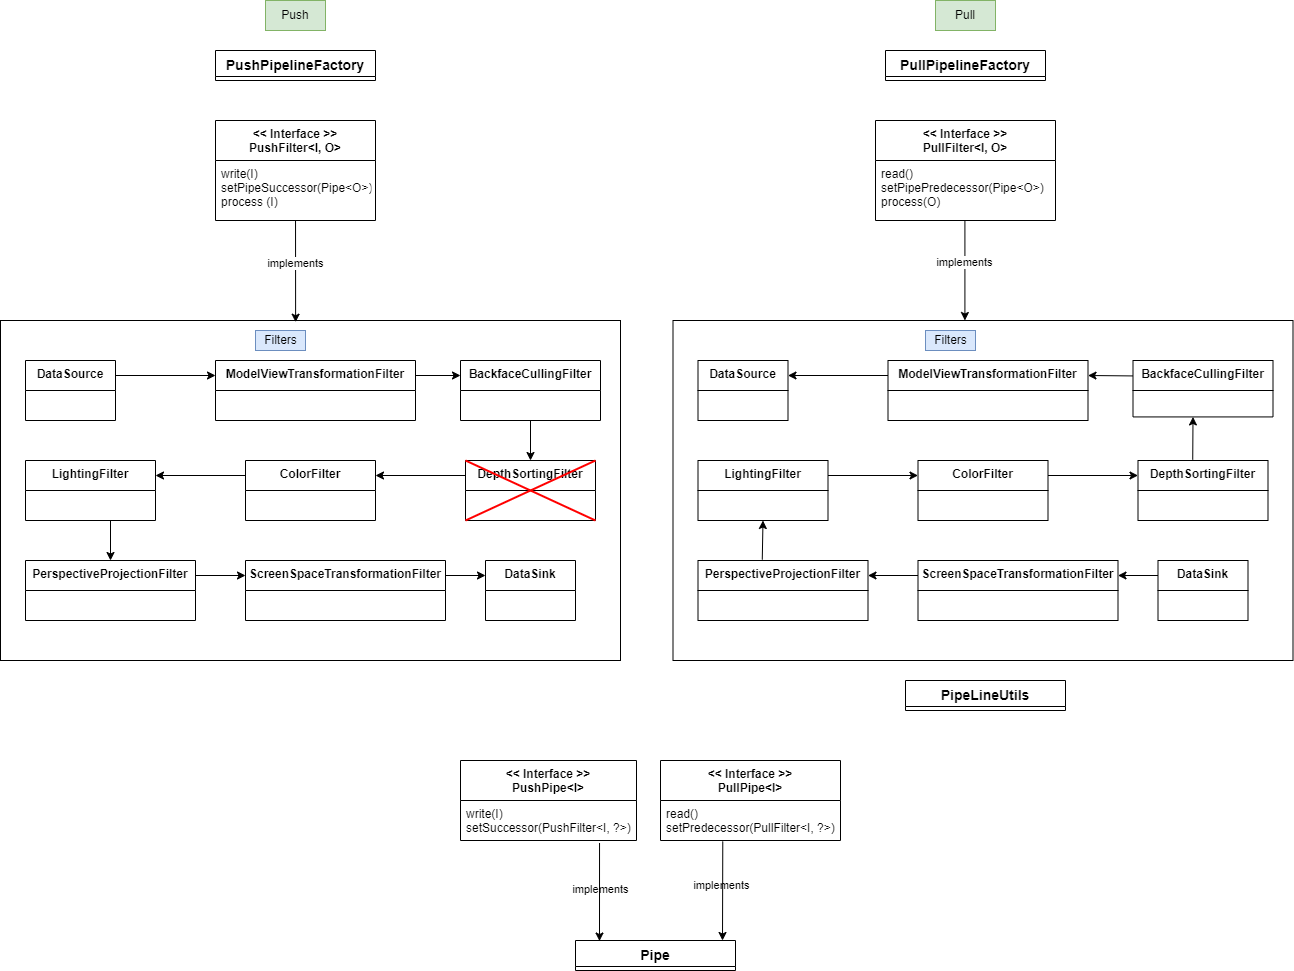 Push
Pull
PushPipelineFactory
PullPipelineFactory
<< Interface >>
PushFilter<I, O>
write(I)
setPipeSuccessor(Pipe<O>)
process (I)
<< Interface >>
PullFilter<I, O>
read()
setPipePredecessor(Pipe<O>)
process(O)
implements
implements
Filters
DataSource
ModelViewTransformationFilter
BackfaceCullingFilter
LightingFilter
ColorFilter
DepthSortingFilter
PerspectiveProjectionFilter
ScreenSpaceTransformationFilter
DataSink
Filters
DataSource
ModelViewTransformationFilter
BackfaceCullingFilter
LightingFilter
ColorFilter
DepthSortingFilter
PerspectiveProjectionFilter
ScreenSpaceTransformationFilter
DataSink
PipeLineUtils
<< Interface >>
PushPipe<I>
write(I)
setSuccessor(PushFilter<I, ?>)
<< Interface >>
PullPipe<I>
read()
setPredecessor(PullFilter<I, ?>)
implements
implements
Pipe